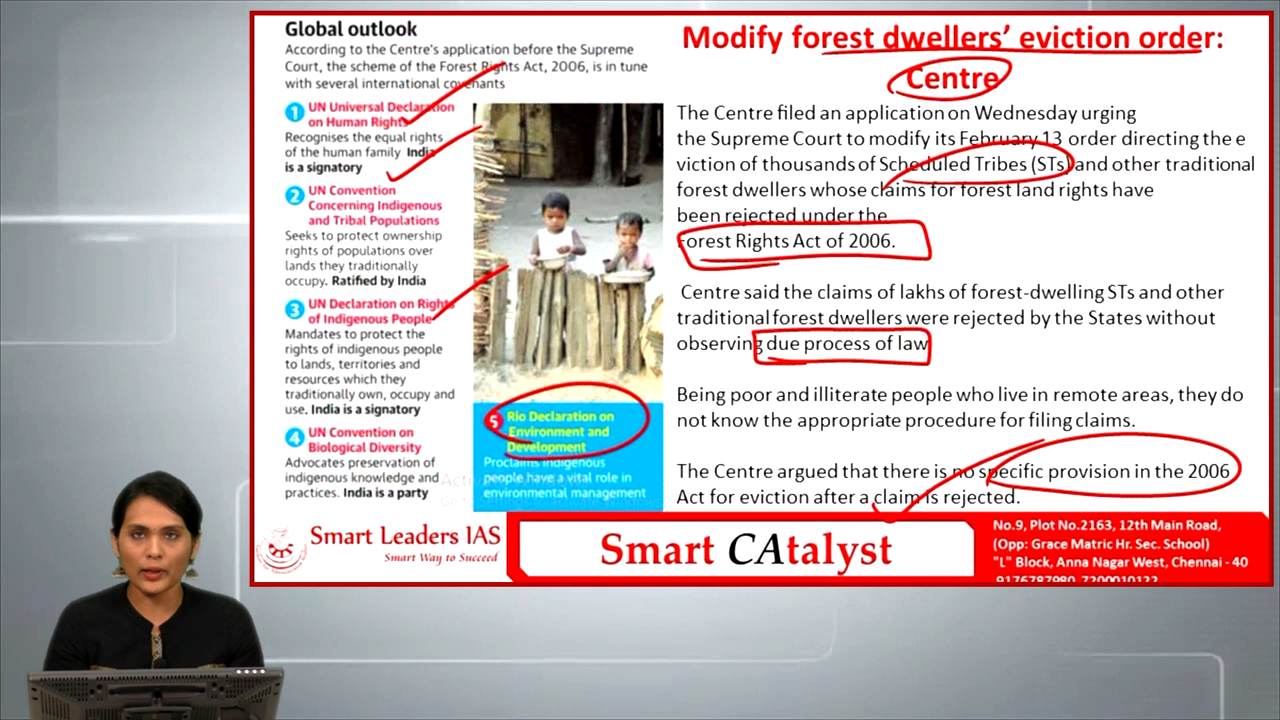 Global outlook
According to the Centre's application before the Supreme
Court, the scheme of the Forest Rights Act, 2006, is in tune
with several international covenants
1 UN Universal Declaration
on Human Rights
Recognises the equal rights
of the human family India
is a signatory
2 UN Convention
Concerning Indigenous
and Tribal Populations
Seeks to protect ownership
rights of populations over
lands they traditionally
occupy. Ratified by India
3 UN Declaration on Rights
of Indigenous People
Mandates to protect the
rights of indigenous people
to lands, territories and
resources which they
traditionally own, occupy and
use. India is a signatory
4 UN Convention on
Biological Diversity
Advocates preservation of
indigenous knowledge and
practices. India is a party
5 Rio Declaration on
Environment and
Development
Proclaims indigenous
people have a vital role in
environmental management
Modify forest dwellers' eviction order:
Centre
The Centre filed an application on Wednesday urging
the Supreme Court to modify its February 13 order directing the e
viction of thousands of Scheduled Tribes (STs) and other traditional
forest dwellers whose claims for forest land rights have
been rejected under the
Forest Rights Act of 2006.
Centre said the claims of lakhs of forest-dwelling STs and other
traditional forest dwellers were rejected by the States without
observing due process of law
Being poor and illiterate people who live in remote areas, they do
not know the appropriate procedure for filing claims.
The Centre argued that there is no specific provision in the 2006
Act for eviction after a claim is rejected.
Smart Leaders IAS
Smart Way to Succeed
Smart CAtalyst
No.9, Plot No.2163, 12th Main Road,
(Opp: Grace Matric Hr. Sec. School)
"L" Block, Anna Nagar West, Chennai - 40
9176787980, 7200010122